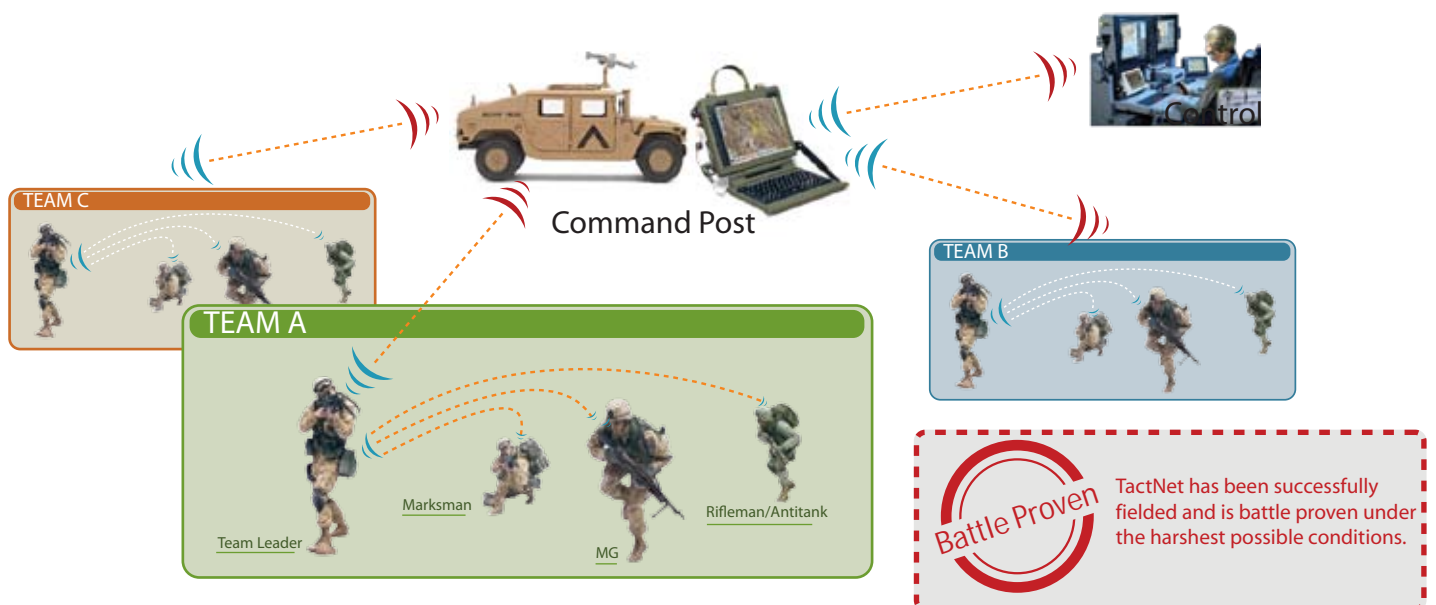 Control
Command Post
TEAM C
TEAM B
TEAM A
Team Leader
Marksman
MG
Rifleman/Antitank
Battle Proven
TactNet has been successfully
fielded and is battle proven under
the harshest possible conditions.